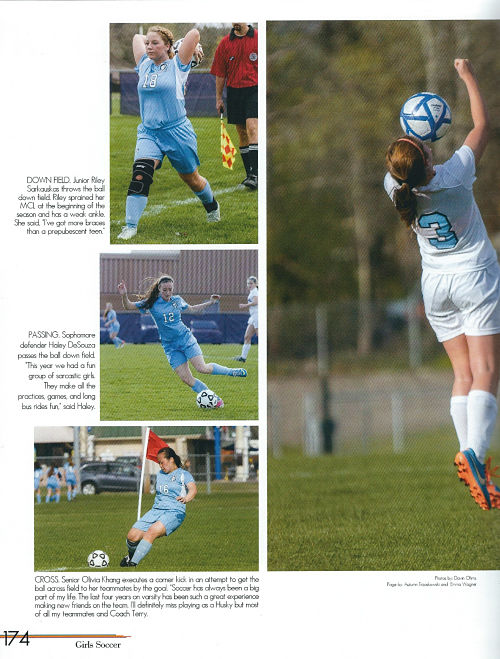 18
DOWN FIELD. Junior Riley
Sarkauskas throws the ball
down field. Riley sprained her
MCL at the beginning of the
season and has a weak ankle.
She said, "I've got more braces
than a prepubescent teen."
PASSING. Sophomore
defender Haley DeSouza
passes the ball down field.
"This year we had a fun
group of sarcastic girls.
They make all the
practices, games, and long
bus rides fun," said Haley.
12
16
CROSS. Senior Olivia Khang executes a corner kick in an attempt to get the
ball across field to her teammates by the goal. "Soccer has always been a big
part of my life. The last four years on varsity has been such a great experience
making new friends on the team. I'll definitely miss playing as a Husky but most
of all my teammates and Coach Terry.
3
Photos by: Dawn Ohms
Page by: Autumn and Emma Wagner
174
Girls Soccer